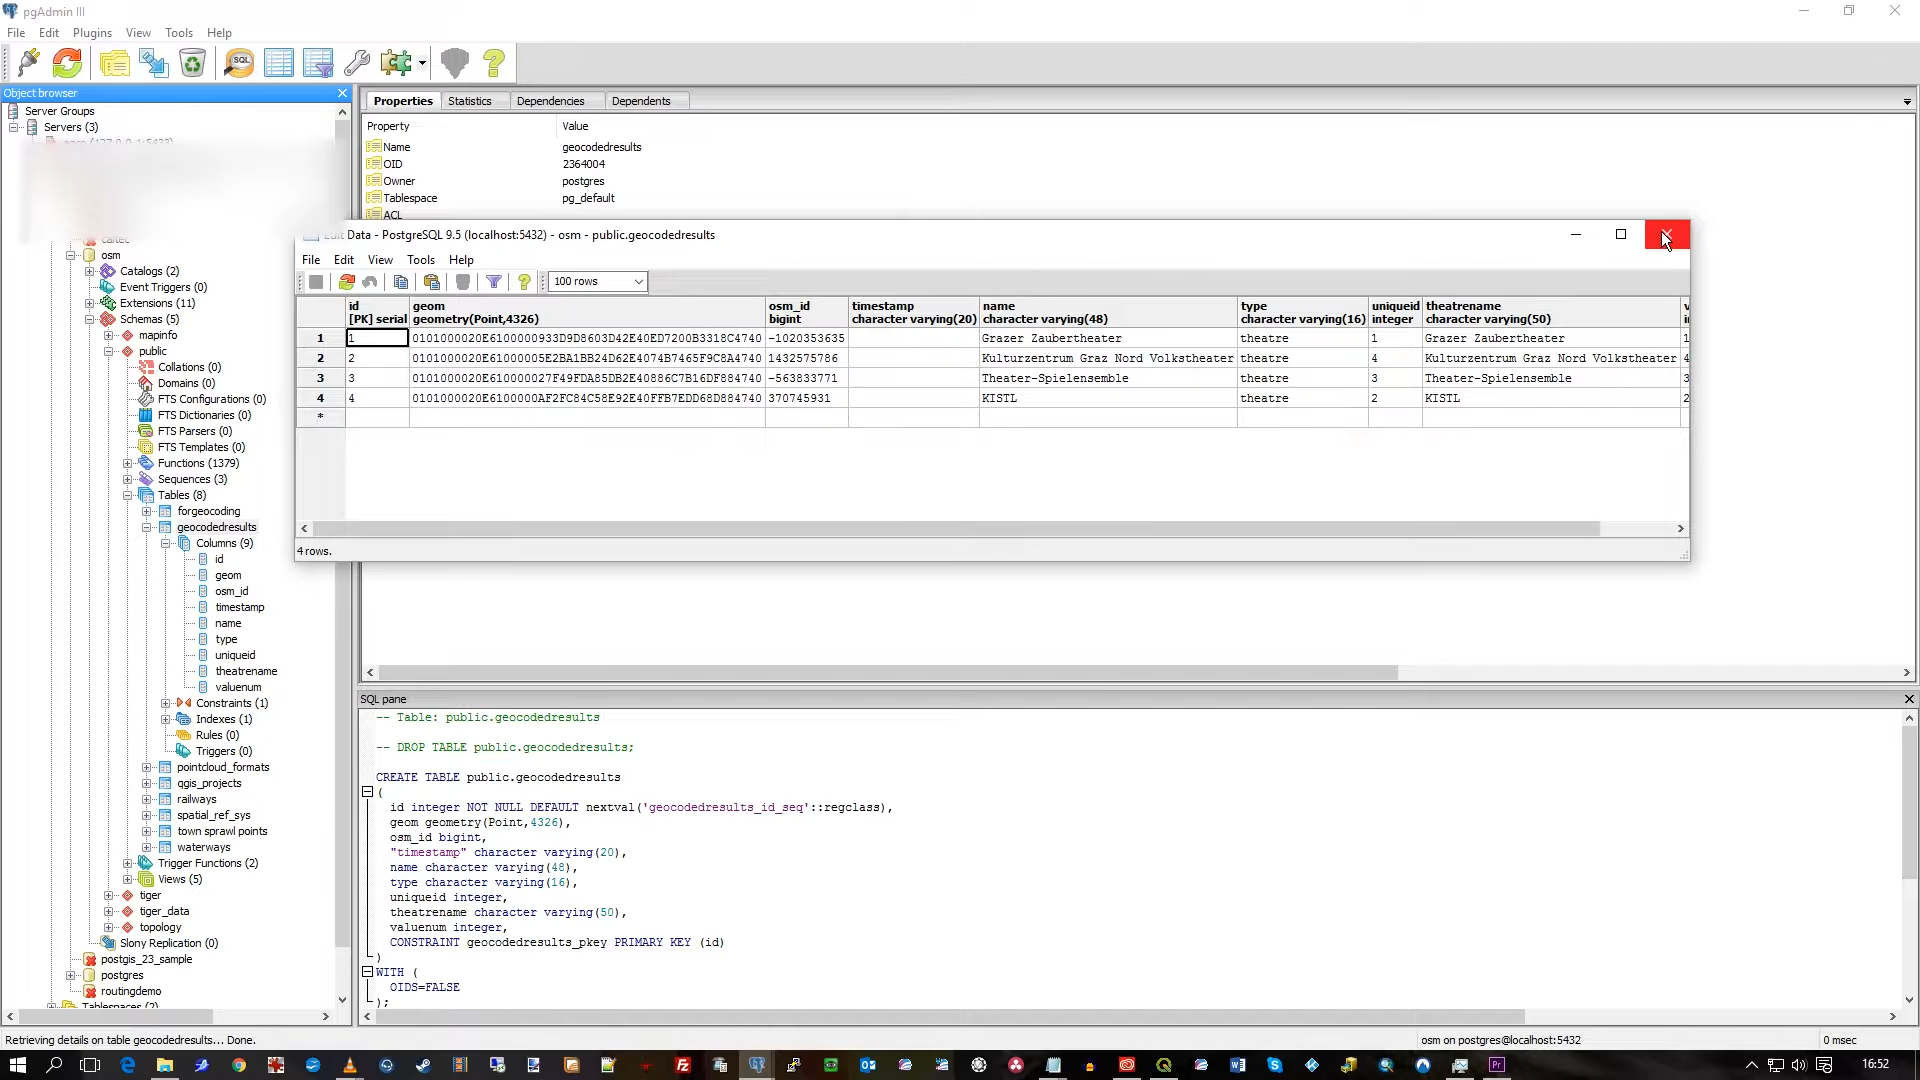 pgAdmin III
File Edit Plugins View Tools Help
Object browser
Server Groups
Servers (3)
osm
Catalogs (2)
Event Triggers (0)
Extensions (11)
Schemas (5)
mapinfo
public
Collations (0)
Domains (0)
FTS Configurations (0)
FTS Dictionaries (0)
FTS Parsers (0)
FTS Templates (0)
Functions (1379)
Sequences (3)
Tables (8)
forgeocoding
geocodedresults
Columns (9)
id
geom
osm_id
timestamp
name
type
uniqueid
theatrename
valuenum
Constraints (1)
Indexes (1)
Rules (0)
Triggers (0)
pointcloud_formats
qgis_projects
railways
spatial_ref_sys
town sprawl points
waterways
Trigger Functions (2)
Views (5)
tiger
tiger_data
topology
Slony Replication (0)
postgis_23_sample
postgres
routingdemo
Tablespaces (2)
Properties Statistics Dependencies Dependents
Property Value
Name geocodedresults
OID 2364004
Owner postgres
Tablespace pg_default
ACL
Data - PostgreSQL 9.5 (localhost:5432) - osm - public.geocodedresults
File Edit View Tools Help
100 rows
id geom osm_id timestamp name type uniqueid theatrename
[PK] serial geometry(Point,4326) bigint character varying(20) character varying(48) character varying(16) integer character varying(50)
1 1 0101000020E6100000933D9D8603D42E40ED7200B3318C4740 -1020353635 Grazer Zaubertheater theatre 1 Grazer Zaubertheater
2 2 0101000020E61000005E2BA1BB24D62E4074B7465F9C8A4740 1432575786 Kulturzentrum Graz Nord Volkstheater theatre 4 Kulturzentrum Graz Nord Volkstheater 4
3 3 0101000020E610000027F49FDA85DB2E40886C7B16DF884740 -563833771 Theater-Spielensemble theatre 3 Theater-Spielensemble 3
4 4 0101000020E6100000AF2FC84C58E92E40FFB7EDD68D884740 370745931 KISTL theatre 2 KISTL 2
*
4 rows.
SQL pane
-- Table: public.geocodedresults
-- DROP TABLE public.geocodedresults;
CREATE TABLE public.geocodedresults
(
id integer NOT NULL DEFAULT nextval('geocodedresults_id_seq'::regclass),
geom geometry(Point,4326),
osm_id bigint,
"timestamp" character varying(20),
name character varying(48),
type character varying(16),
uniqueid integer,
theatrename character varying(50),
valuenum integer,
CONSTRAINT geocodedresults_pkey PRIMARY KEY (id)
)
WITH (
OIDS=FALSE
);
Retrieving details on table geocodedresults... Done.
osm on postgres@localhost:5432
0 msec
16:52